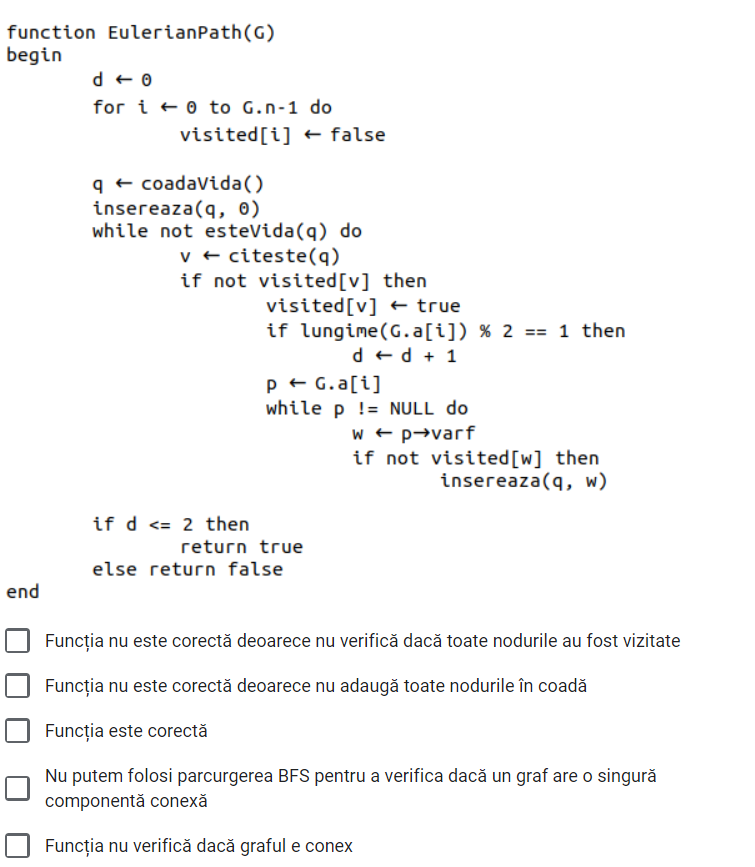 function EulerianPath(G)
begin
d ← 0
for i ← 0 to G.n-1 do
visited[i] ← false
q ← coadaVida()
insereaza(q, 0)
while not esteVida(q) do
v ← citeste(q)
if not visited[v] then
visited[v] ← true
if lungime(G.a[i]) % 2 == 1 then
d ← d + 1
p ← G.a[i]
while p != NULL do
w ← p→varf
if not visited[w] then
insereaza(q, w)
if d <= 2 then
return true
else return false
end
Funcția nu este corectă deoarece nu verifică dacă toate nodurile au fost vizitate
Funcția nu este corectă deoarece nu adaugă toate nodurile în coadă
Funcția este corectă
Nu putem folosi parcurgerea BFS pentru a verifica dacă un graf are o singură
componentă conexă
Funcția nu verifică dacă graful e conex